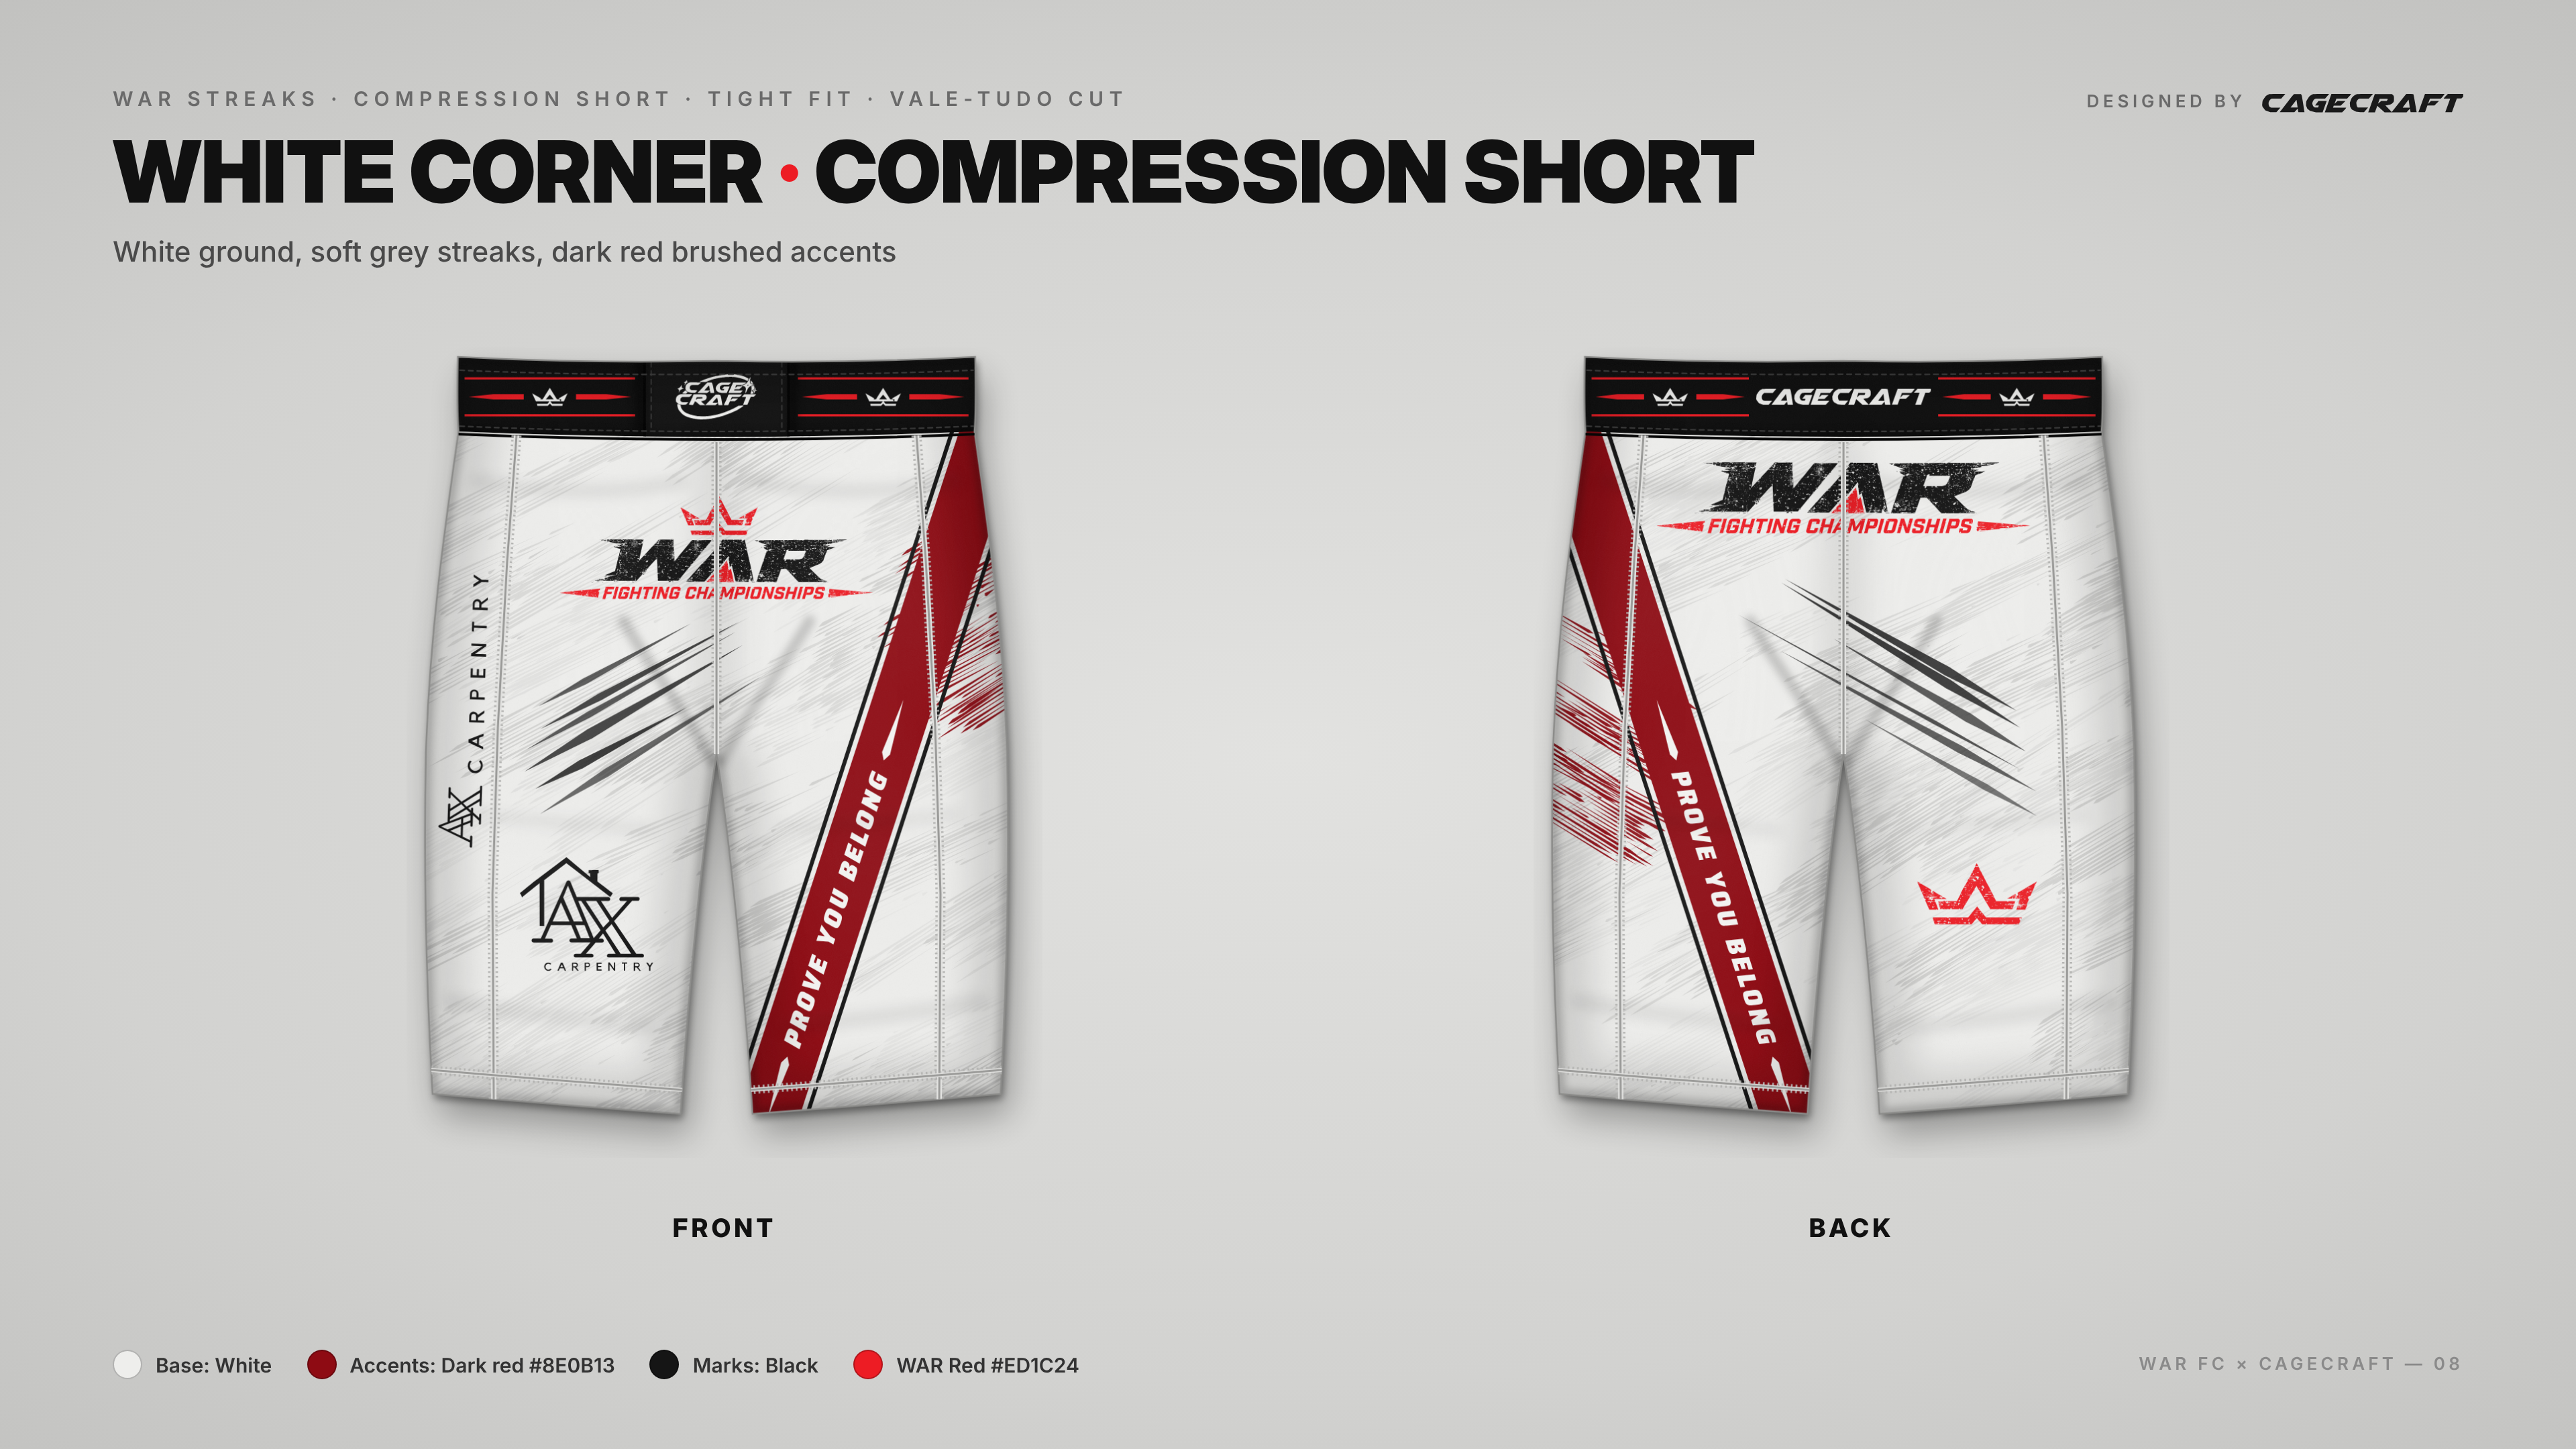 WAR STREAKS · COMPRESSION SHORT · TIGHT FIT · VALE-TUDO CUT
DESIGNED BY CAGECRAFT
WHITE CORNER · COMPRESSION SHORT
White ground, soft grey streaks, dark red brushed accents
CAGE
CRAFT
WAR
FIGHTING CHAMPIONSHIPS
AX CARPENTRY
AX
CARPENTRY
PROVE YOU BELONG
CAGECRAFT
WAR
FIGHTING CHAMPIONSHIPS
PROVE YOU BELONG
FRONT
BACK
Base: White
Accents: Dark red #8E0B13
Marks: Black
WAR Red #ED1C24
WAR FC × CAGECRAFT — 08